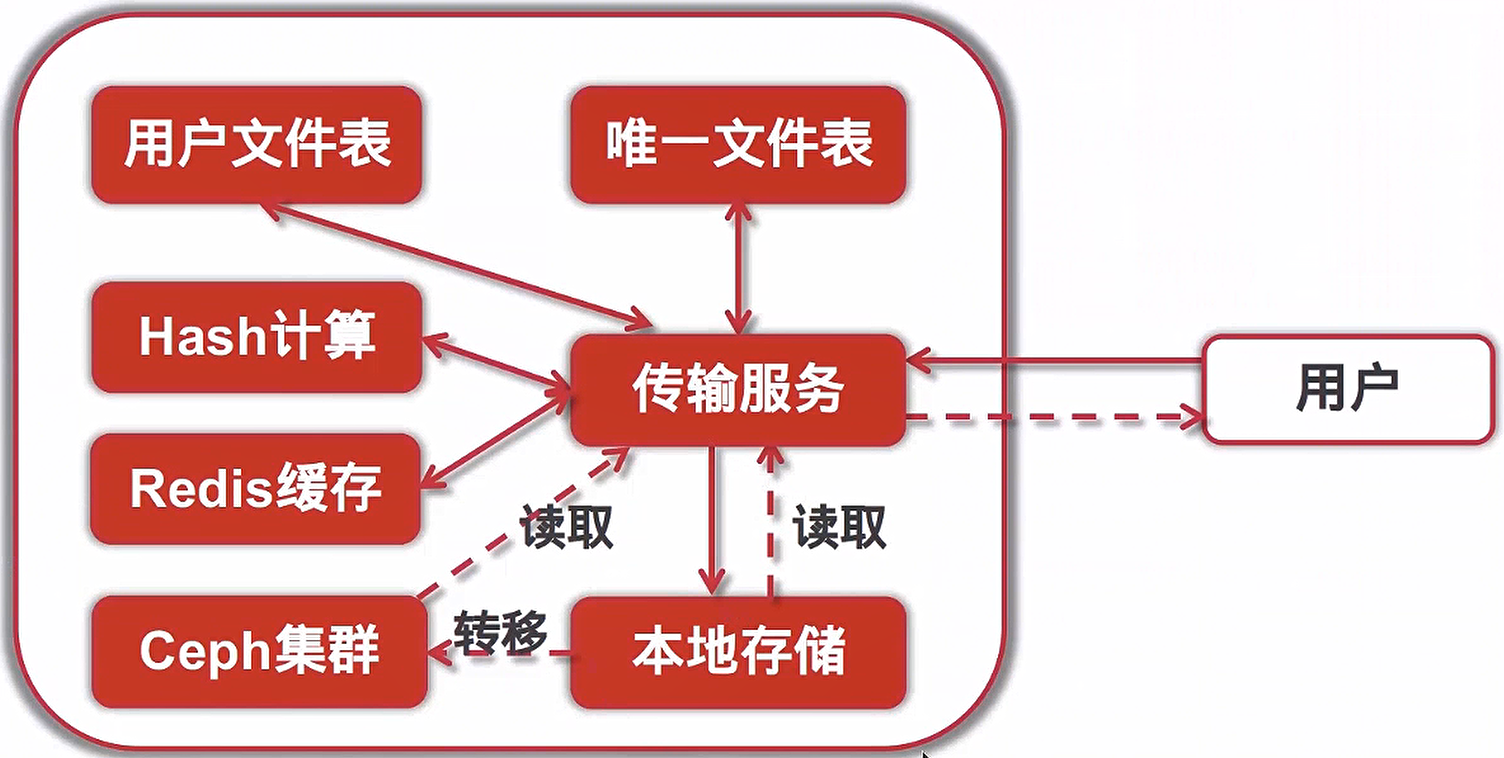 用户文件表
唯一文件表
Hash计算
传输服务
用户
Redis缓存
读取
读取
Ceph集群
转移
本地存储